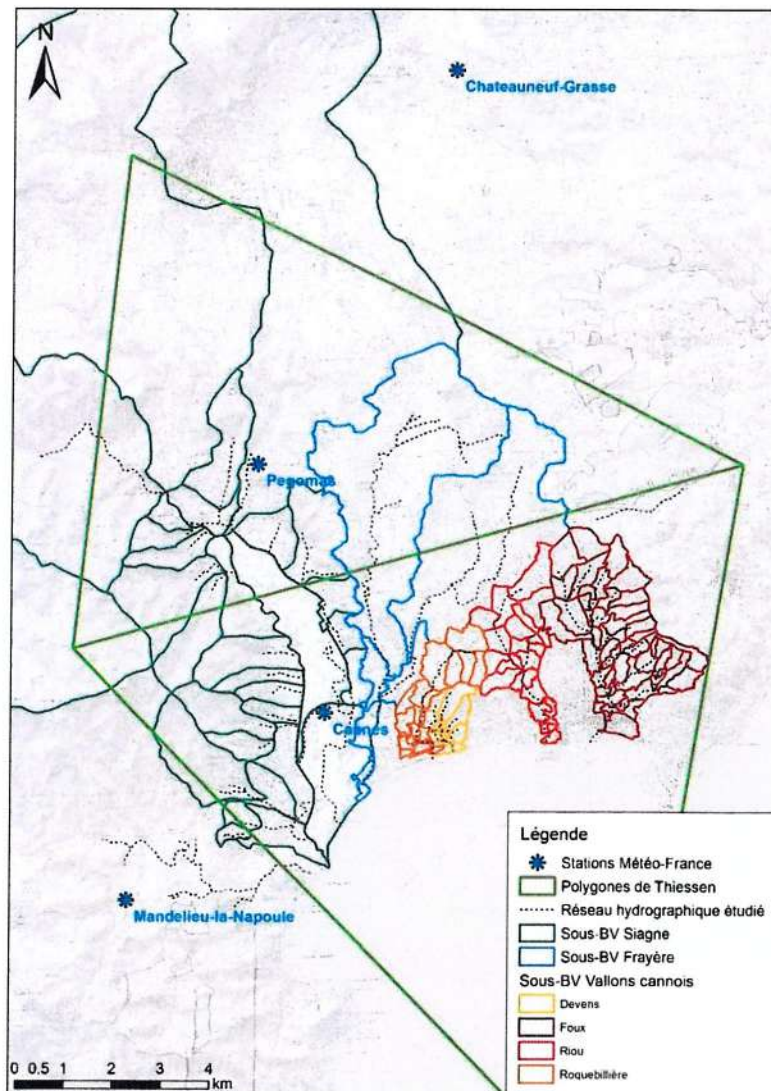 N
Chateauneuf-Grasse
Pegomas
Cannes
Mandelieu-la-Napoule
Légende
Stations Météo-France
Polygones de Thiessen
Réseau hydrographique étudié
Sous-BV Siagne
Sous-BV Frayère
Sous-BV Vallons cannois
Devens
Foux
Riou
Roquebillière
0 0.5 1 2 3 4
km